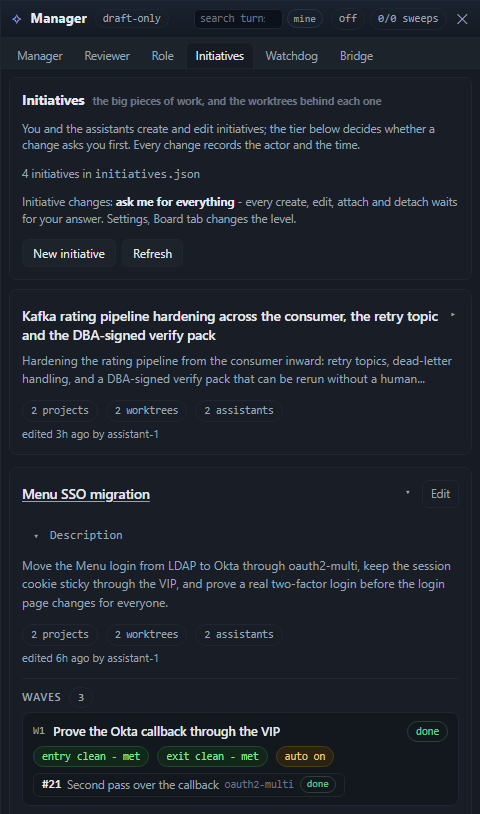 Manager draft-only search turn: mine off 0/0 sweeps
Manager Reviewer Role Initiatives Watchdog Bridge
Initiatives the big pieces of work, and the worktrees behind each one
You and the assistants create and edit initiatives; the tier below decides whether a
change asks you first. Every change records the actor and the time.
4 initiatives in initiatives.json
Initiative changes: ask me for everything - every create, edit, attach and detach waits
for your answer. Settings, Board tab changes the level.
New initiative Refresh
Kafka rating pipeline hardening across the consumer, the retry topic
and the DBA-signed verify pack
Hardening the rating pipeline from the consumer inward: retry topics, dead-letter
handling, and a DBA-signed verify pack that can be rerun without a human...
2 projects 2 worktrees 2 assistants
edited 3h ago by assistant-1
Menu SSO migration Edit
Description
Move the Menu login from LDAP to Okta through oauth2-multi, keep the session
cookie sticky through the VIP, and prove a real two-factor login before the login
page changes for everyone.
2 projects 2 worktrees 2 assistants
edited 6h ago by assistant-1
WAVES 3
W1 Prove the Okta callback through the VIP done
entry clean - met exit clean - met auto on
#21 Second pass over the callback oauth2-multi done